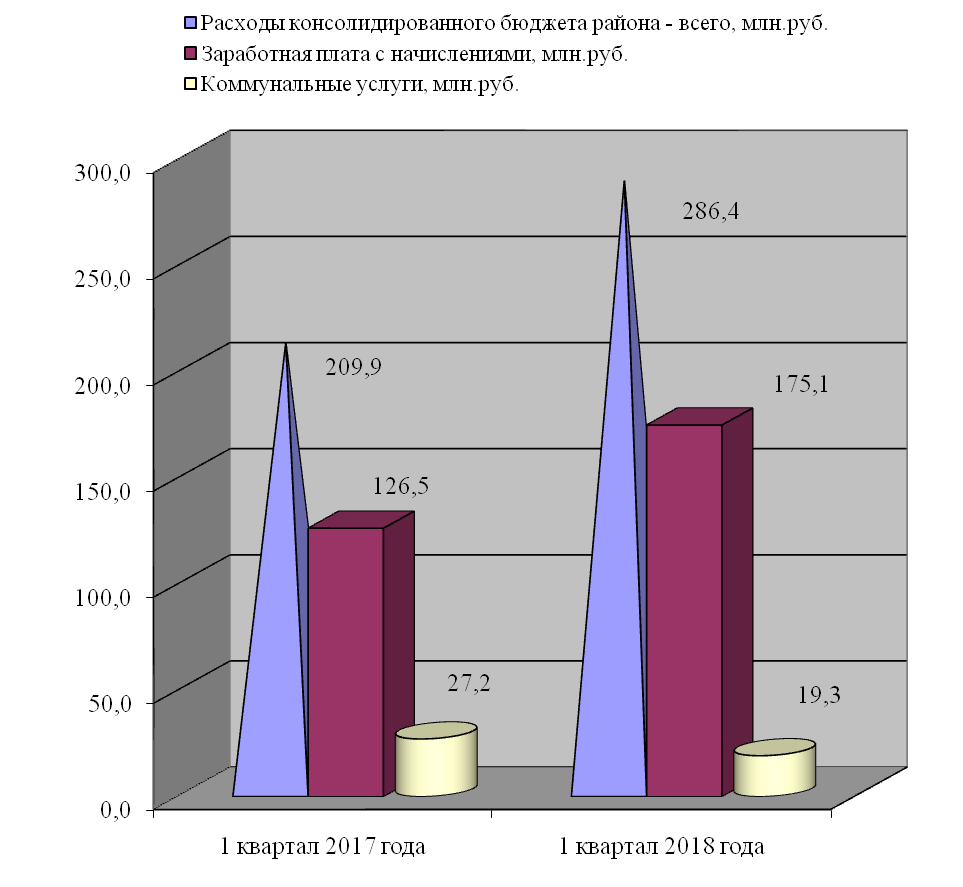 Расходы консолидированного бюджета района - всего, млн.руб.
Заработная плата с начислениями, млн.руб.
Коммунальные услуги, млн.руб.
300,0
286,4
250,0
209,9
200,0
175,1
150,0
126,5
100,0
50,0
27,2
19,3
0,0
1 квартал 2017 года
1 квартал 2018 года